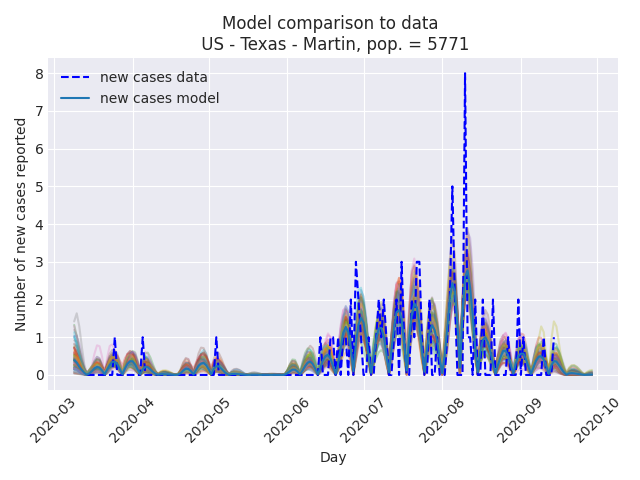 Model comparison to data
US - Texas - Martin, pop. = 5771
new cases data
new cases model
Number of new cases reported
8
7
6
5
4
3
2
1
0
2020-03
2020-04
2020-05
2020-06
2020-07
2020-08
2020-09
2020-10
Day